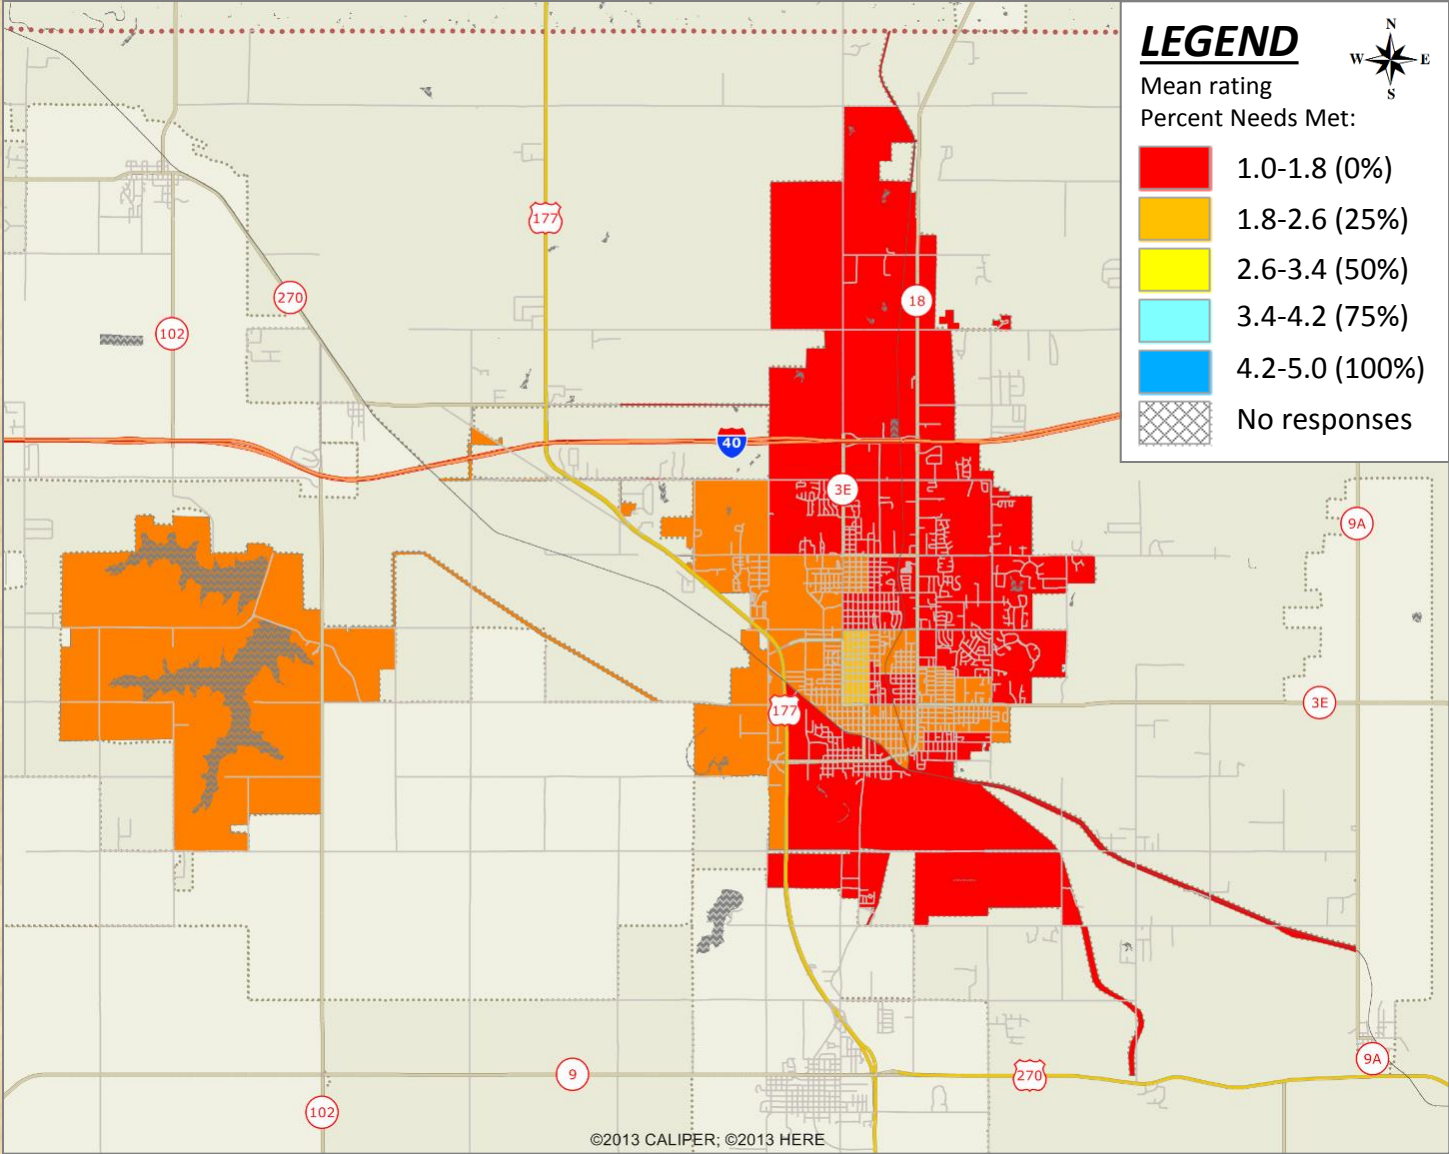 LEGEND
N
W E
S
Mean rating
Percent Needs Met:
1.0-1.8 (0%)
1.8-2.6 (25%)
2.6-3.4 (50%)
3.4-4.2 (75%)
4.2-5.0 (100%)
No responses
177
270
18
102
40
3E
9A
3E
177
9
270
9A
102
©2013 CALIPER; ©2013 HERE